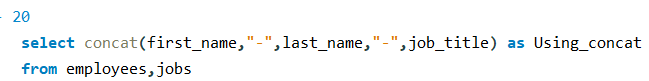 20
select concat(first_name,"-",last_name,"-",job_title) as Using_concat
from employees,jobs